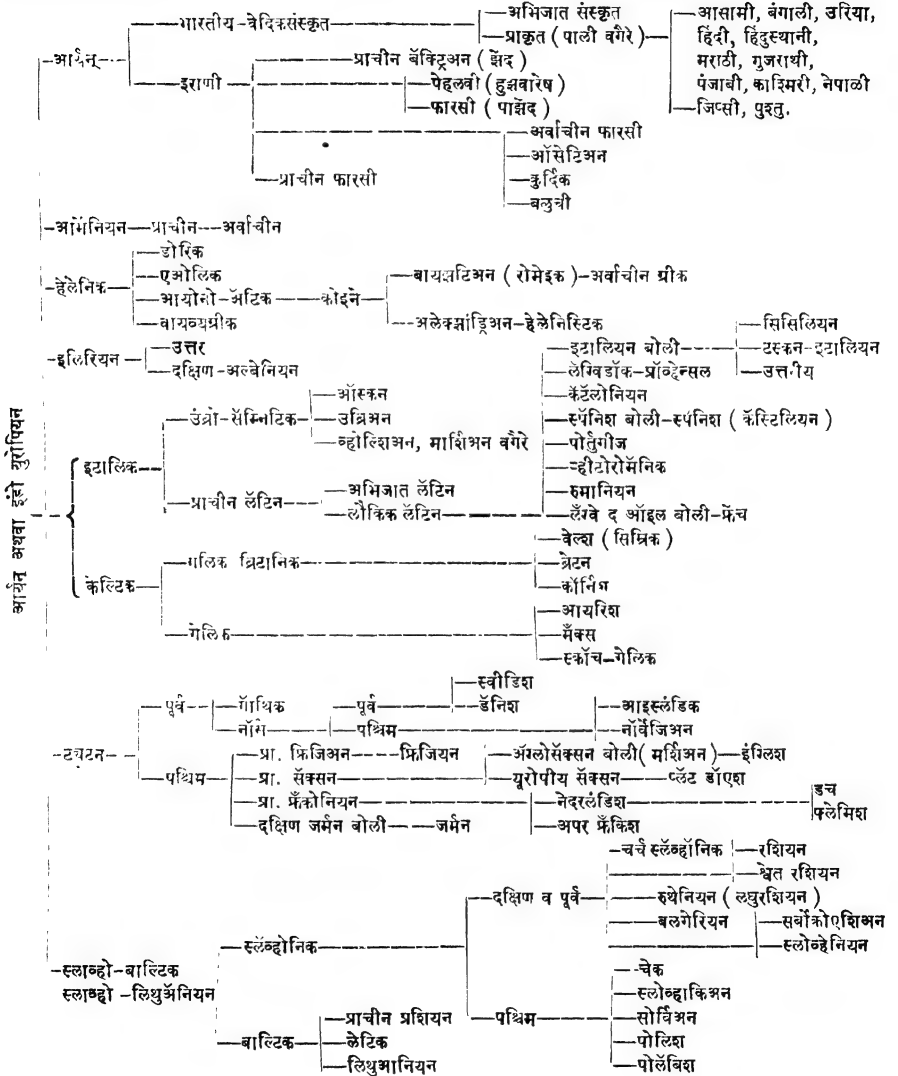 आर्यन अथवा इंडो युरोपियन
आर्यन्
भारतीय-वैदिकसंस्कृत
अभिजात संस्कृत
प्राकृत (पाली वगैरे)
आसामी, बंगाली, उरिया,
हिंदी, हिंदुस्थानी,
मराठी, गुजराथी,
पंजाबी, काश्मिरी, नेपाळी
जिप्सी, पुश्तु.
इराणी
प्राचीन बॅक्ट्रिअन (झेंद)
पेहलवी (हुझवारेष)
फारसी (पाझंद)
अर्वाचीन फारसी
ऑसेटिअन
कुर्दिक
बलुची
प्राचीन फारसी
आर्मेनियन
प्राचीन
अर्वाचीन
हेलेनिक
डोरिक
एओलिक
आयोनो-अॅटिक
कोइने
बायझंटिअन (रोमेइक)-अर्वाचीन ग्रीक
अलेक्झांड्रिअन-हेलेनिस्टिक
वायव्यग्रीक
इलिरियन
उत्तर
दक्षिण-अल्बेनियन
इटालिक
उंब्रो-सॅम्निटिक
ऑस्कन
उंब्रिअन
व्होल्शिअन, मार्शिअन वगैरे
प्राचीन लॅटिन
अभिजात लॅटिन
लौकिक लॅटिन
इटालियन बोली
सिसिलियन
टस्कन-इटालियन
उत्तरीय
लॅंग्विडॉक-प्रॉव्हेन्सल
कॅटॅलोनियन
स्पॅनिश बोली-स्पॅनिश (कॅस्टिलियन)
पोर्तुगीज
ऱ्हीटोरोमॅनिक
रुमानियन
लॅंग्वे द ऑइल बोली-फ्रेंच
केल्टिक
गॅलिक ब्रिटानिक
वेल्श (सिम्रिक)
ब्रेटन
कॉर्निश
गेलिक
आयरिश
मॅंक्स
स्कॉच-गेलिक
टयूटन
पूर्व
गॉथिक
नॉर्स
पूर्व
स्वीडिश
डॅनिश
पश्चिम
आइस्लंडिक
नॉर्वेजिअन
पश्चिम
प्रा. फ्रिजिअन
फ्रिजियन
प्रा. सॅक्सन
अॅंग्लोसॅक्सन बोली(मर्शिअन)
इंग्लिश
यूरोपीय सॅक्सन
प्लॅट डॉएश
प्रा. फ्रॅंकोनियन
नेदरलंडिश
डच
फ्लेमिश
अपर फ्रॅंकिश
दक्षिण जर्मन बोली
जर्मन
स्लाव्हो-बाल्टिक
स्लाव्हो -लिथुअॅनियन
स्लॅव्होनिक
दक्षिण व पूर्व
चर्च स्लॅव्हॉनिक
रशियन
श्वेत रशियन
रुथेनियन (लघुरशियन)
बलगेरियन
सर्बोक्रोएशिअन
स्लोव्हेनियन
पश्चिम
चेक
स्लोव्हाकिअन
सोर्विअन
पोलिश
पोलॅबिश
बाल्टिक
प्राचीन प्रशियन
लेटिक
लिथुआनियन